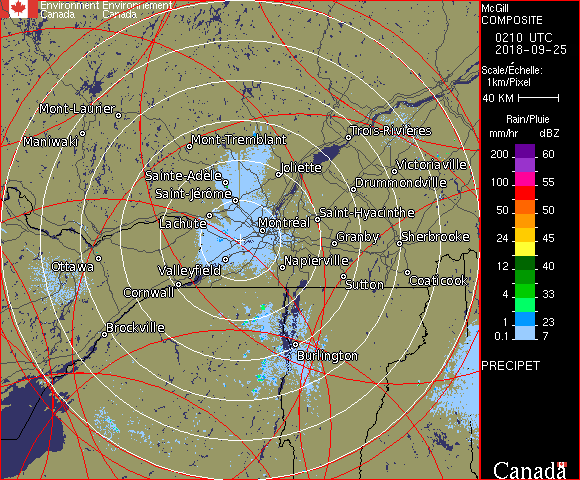 Environment Environnement
Canada Canada
McGill
COMPOSITE
0210 UTC
2018-09-25
Scale/Échelle:
1km/Pixel
40 KM
Rain/Pluie
mm/hr dBZ
200 60
100 55
50 50
24 45
12 40
4 33
1 23
0.1 7
PRECIPET
Canada
Mont-Laurier
Maniwaki
Mont-Tremblant
Trois-Rivières
Joliette
Victoriaville
Sainte-Adèle
Drummondville
Saint-Jérôme
Saint-Hyacinthe
Lachute
Montréal
Granby
Sherbrooke
Ottawa
Valleyfield
Napierville
Cornwall
Sutton
Coaticook
Brockville
Burlington